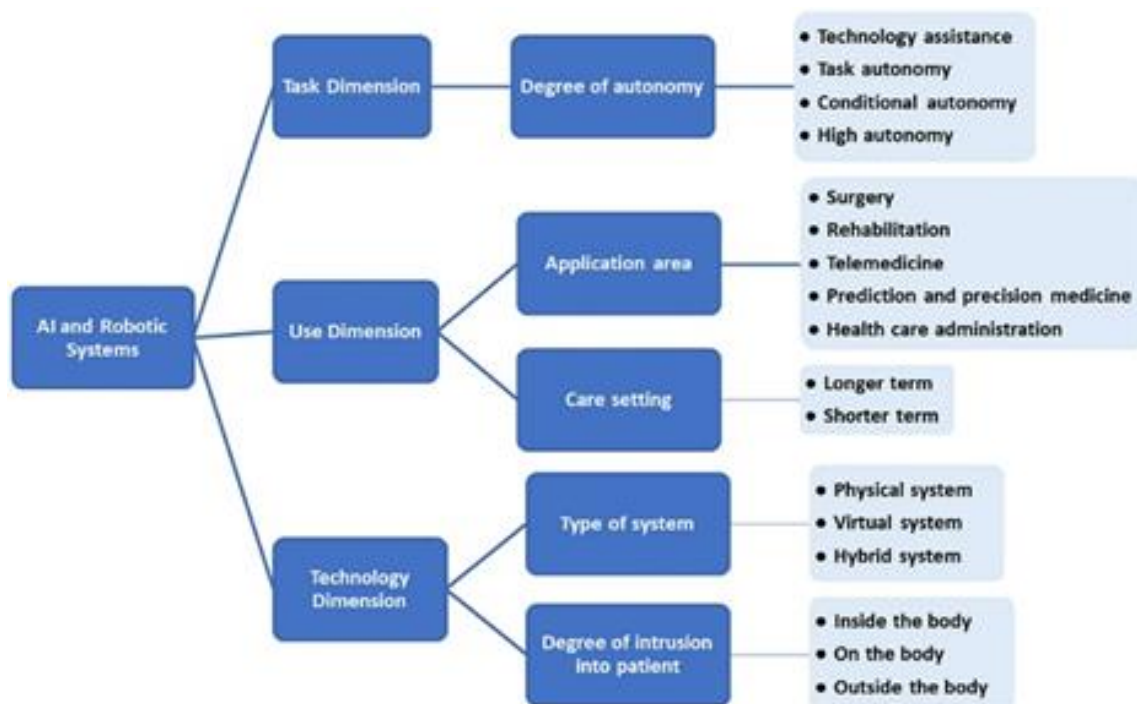 Task Dimension
Degree of autonomy
● Technology assistance
● Task autonomy
● Conditional autonomy
● High autonomy
AI and Robotic
Systems
Use Dimension
Application area
● Surgery
● Rehabilitation
● Telemedicine
● Prediction and precision medicine
● Health care administration
Care setting
● Longer term
● Shorter term
Technology
Dimension
Type of system
● Physical system
● Virtual system
● Hybrid system
Degree of intrusion
into patient
● Inside the body
● On the body
● Outside the body